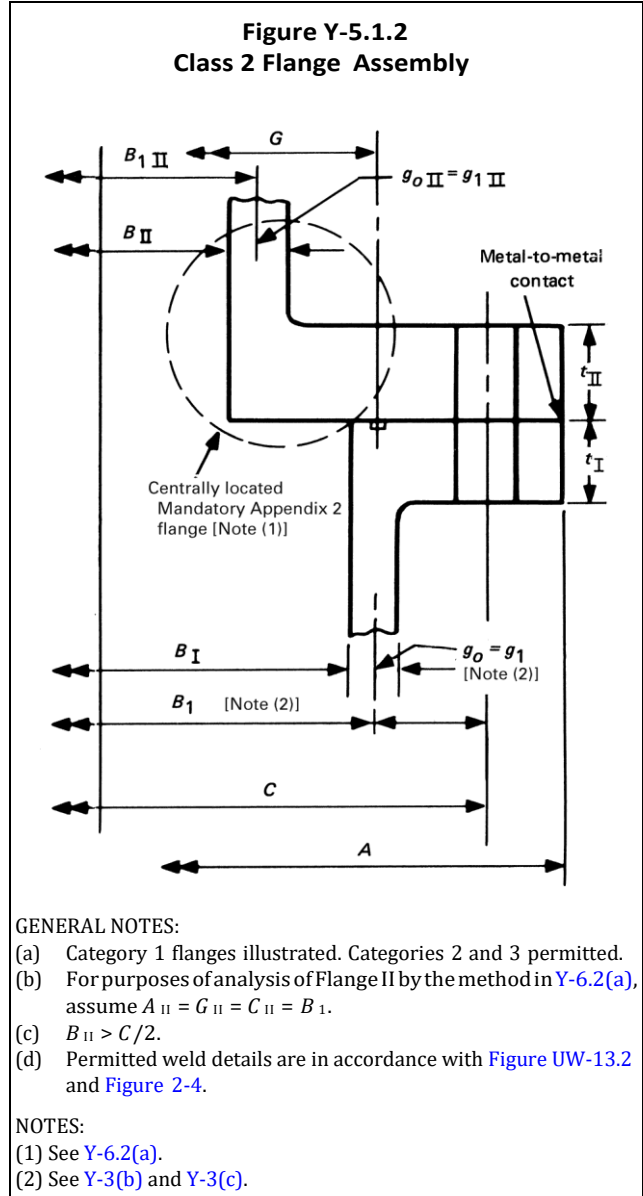 Figure Y-5.1.2
Class 2 Flange Assembly
G
B1 II
go II = g1 II
B II
Metal-to-metal
contact
t II
t I
Centrally located
Mandatory Appendix 2
flange [Note (1)]
B I
go = g1
[Note (2)]
B1 [Note (2)]
C
A
GENERAL NOTES:
(a) Category 1 flanges illustrated. Categories 2 and 3 permitted.
(b) For purposes of analysis of Flange II by the method in Y-6.2(a),
assume A II = G II = C II = B 1.
(c) B II > C/2.
(d) Permitted weld details are in accordance with Figure UW-13.2
and Figure 2-4.
NOTES:
(1) See Y-6.2(a).
(2) See Y-3(b) and Y-3(c).